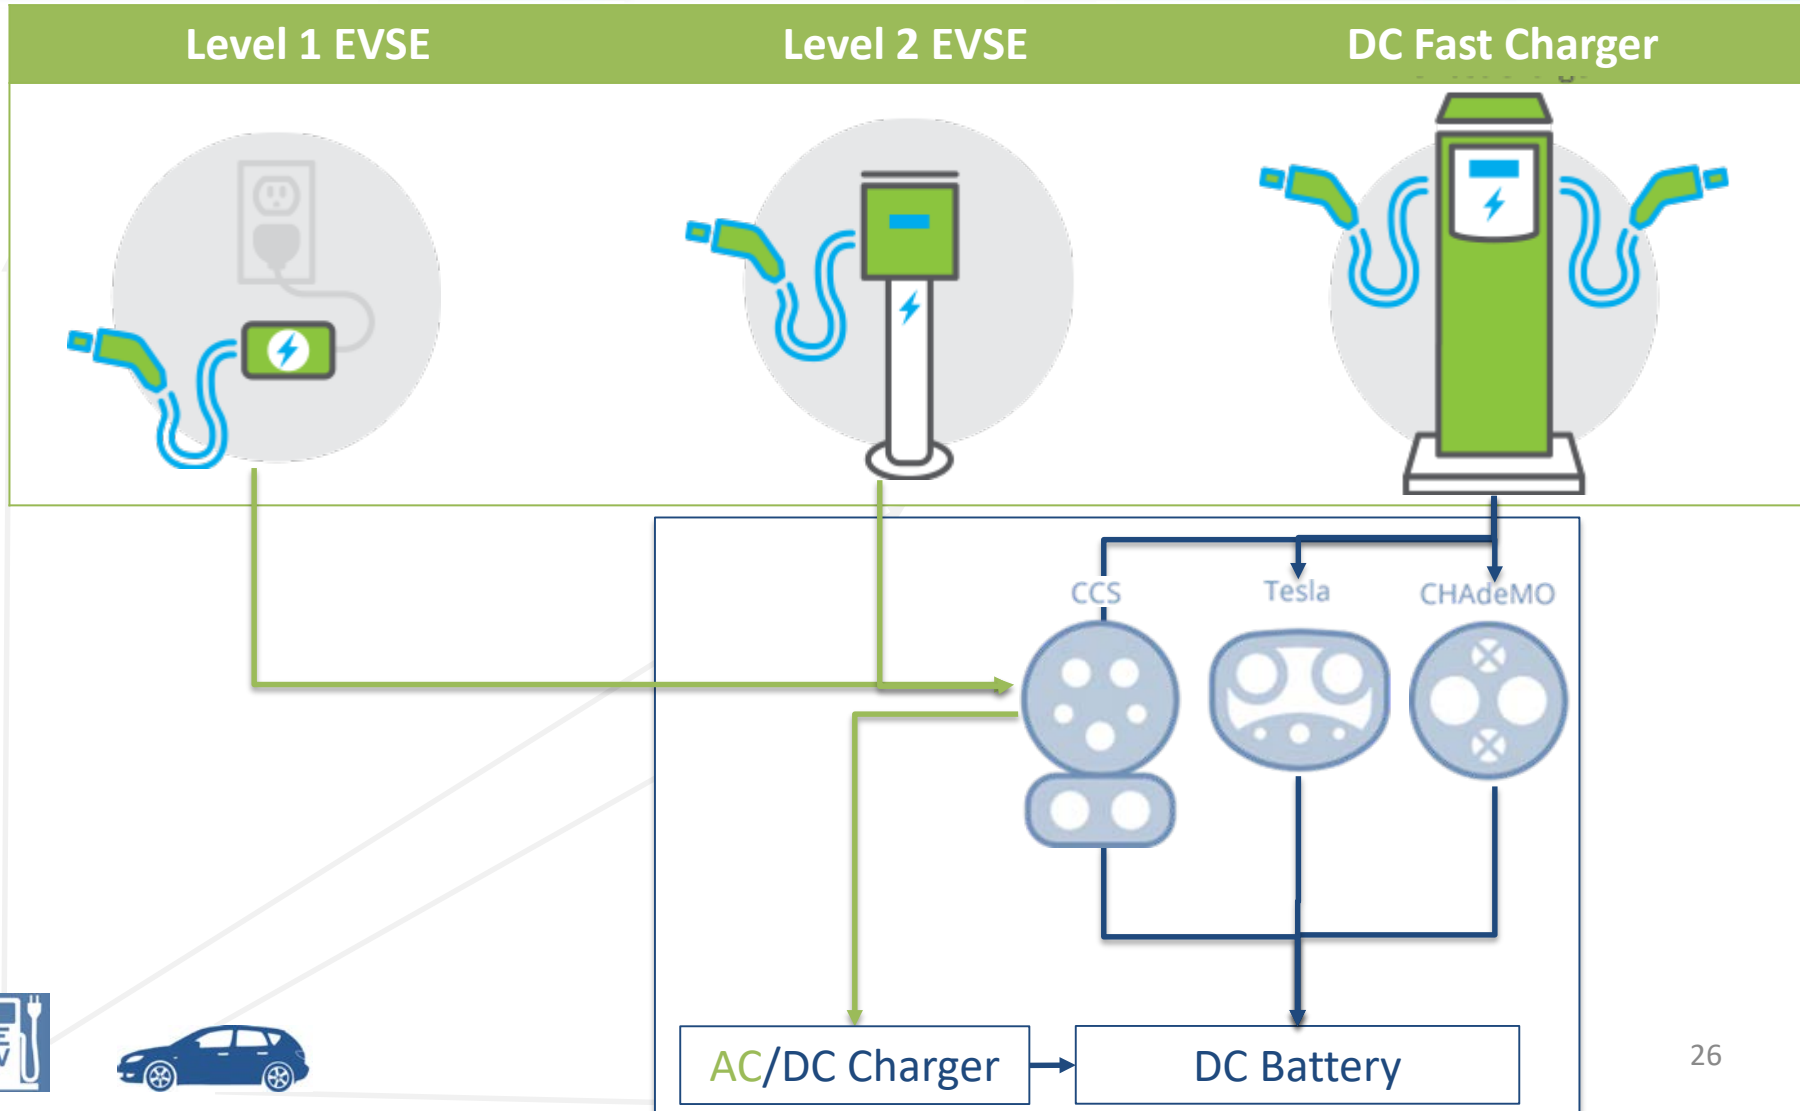 Level 1 EVSE
Level 2 EVSE
DC Fast Charger
CCS
Tesla
CHAdeMO
AC/DC Charger
DC Battery
26